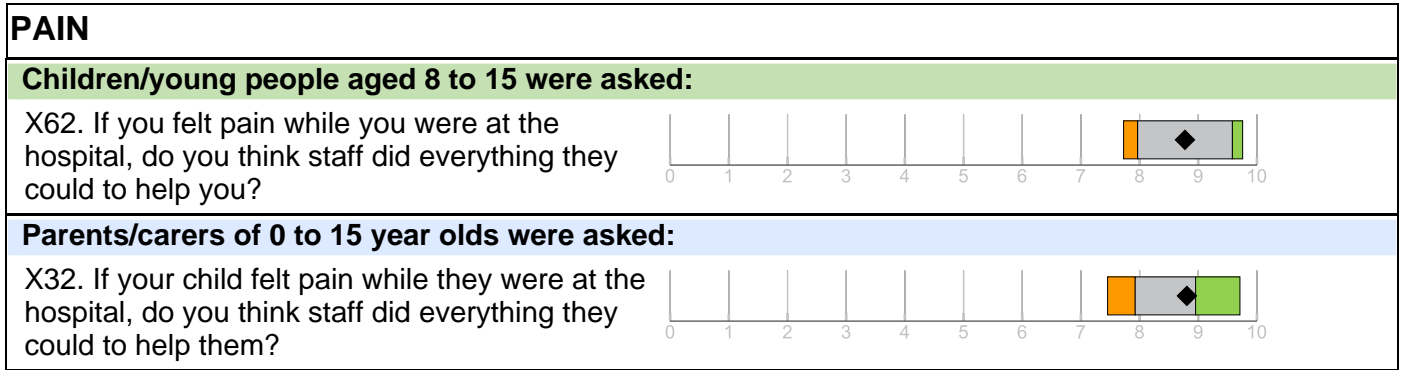 PAIN
Children/young people aged 8 to 15 were asked:
X62. If you felt pain while you were at the
hospital, do you think staff did everything they
could to help you?
0 1 2 3 4 5 6 7 8 9 10
Parents/carers of 0 to 15 year olds were asked:
X32. If your child felt pain while they were at the
hospital, do you think staff did everything they
could to help them?
0 1 2 3 4 5 6 7 8 9 10